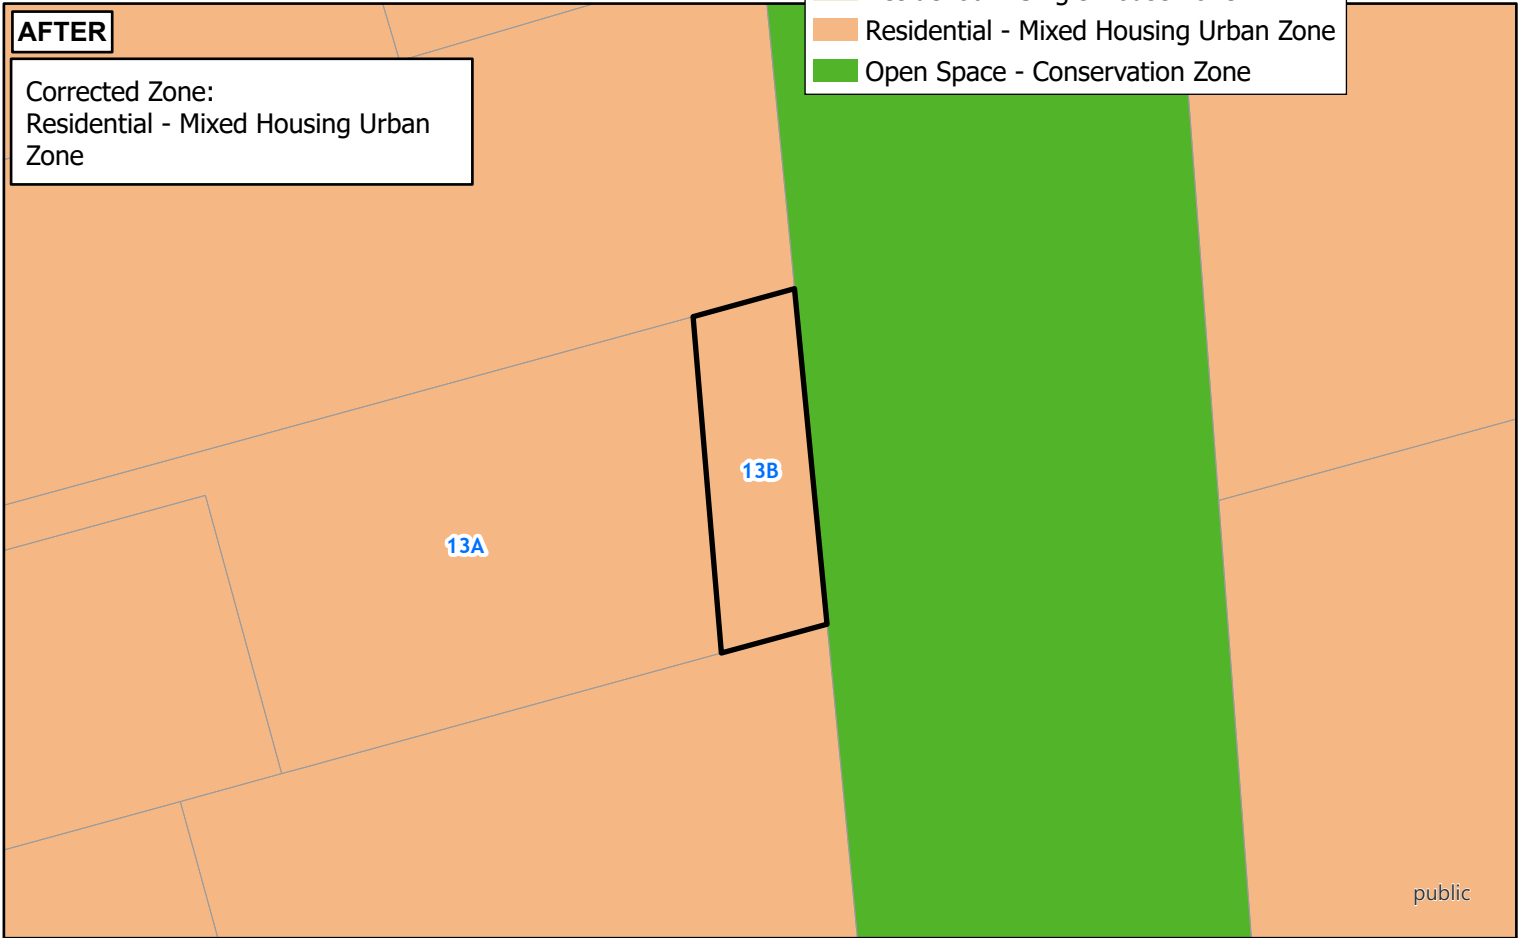 AFTER
Corrected Zone:
Residential - Mixed Housing Urban
Zone
Residential - Mixed Housing Urban Zone
Open Space - Conservation Zone
13B
13A
public